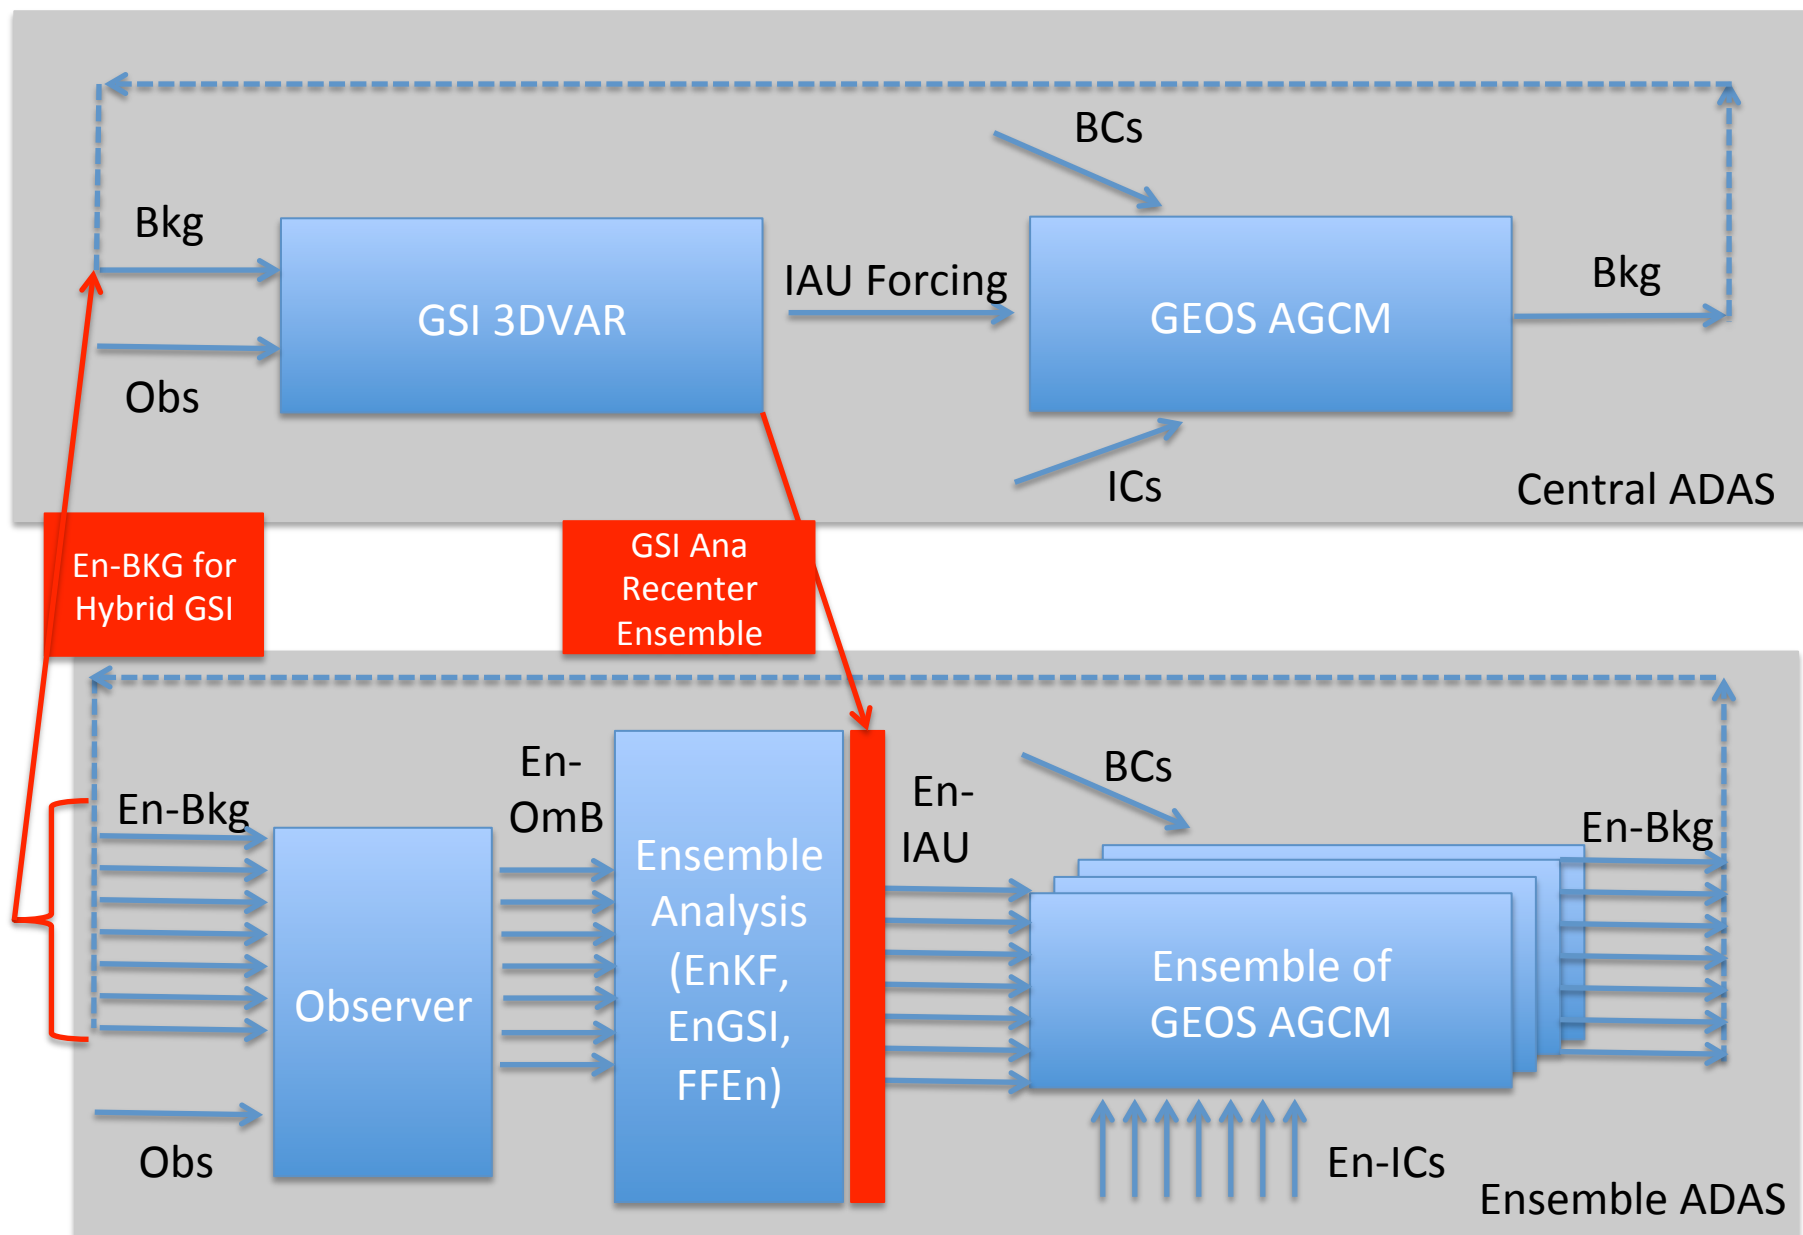 BCs
Bkg
GSI 3DVAR
IAU Forcing
GEOS AGCM
Bkg
Obs
ICs
Central ADAS
En-BKG for
Hybrid GSI
GSI Ana
Recenter
Ensemble
En-Bkg
En-
OmB
Ensemble
Analysis
(EnKF,
EnGSI,
FFEn)
En-
IAU
BCs
En-Bkg
Observer
Ensemble of
GEOS AGCM
Obs
En-ICs
Ensemble ADAS